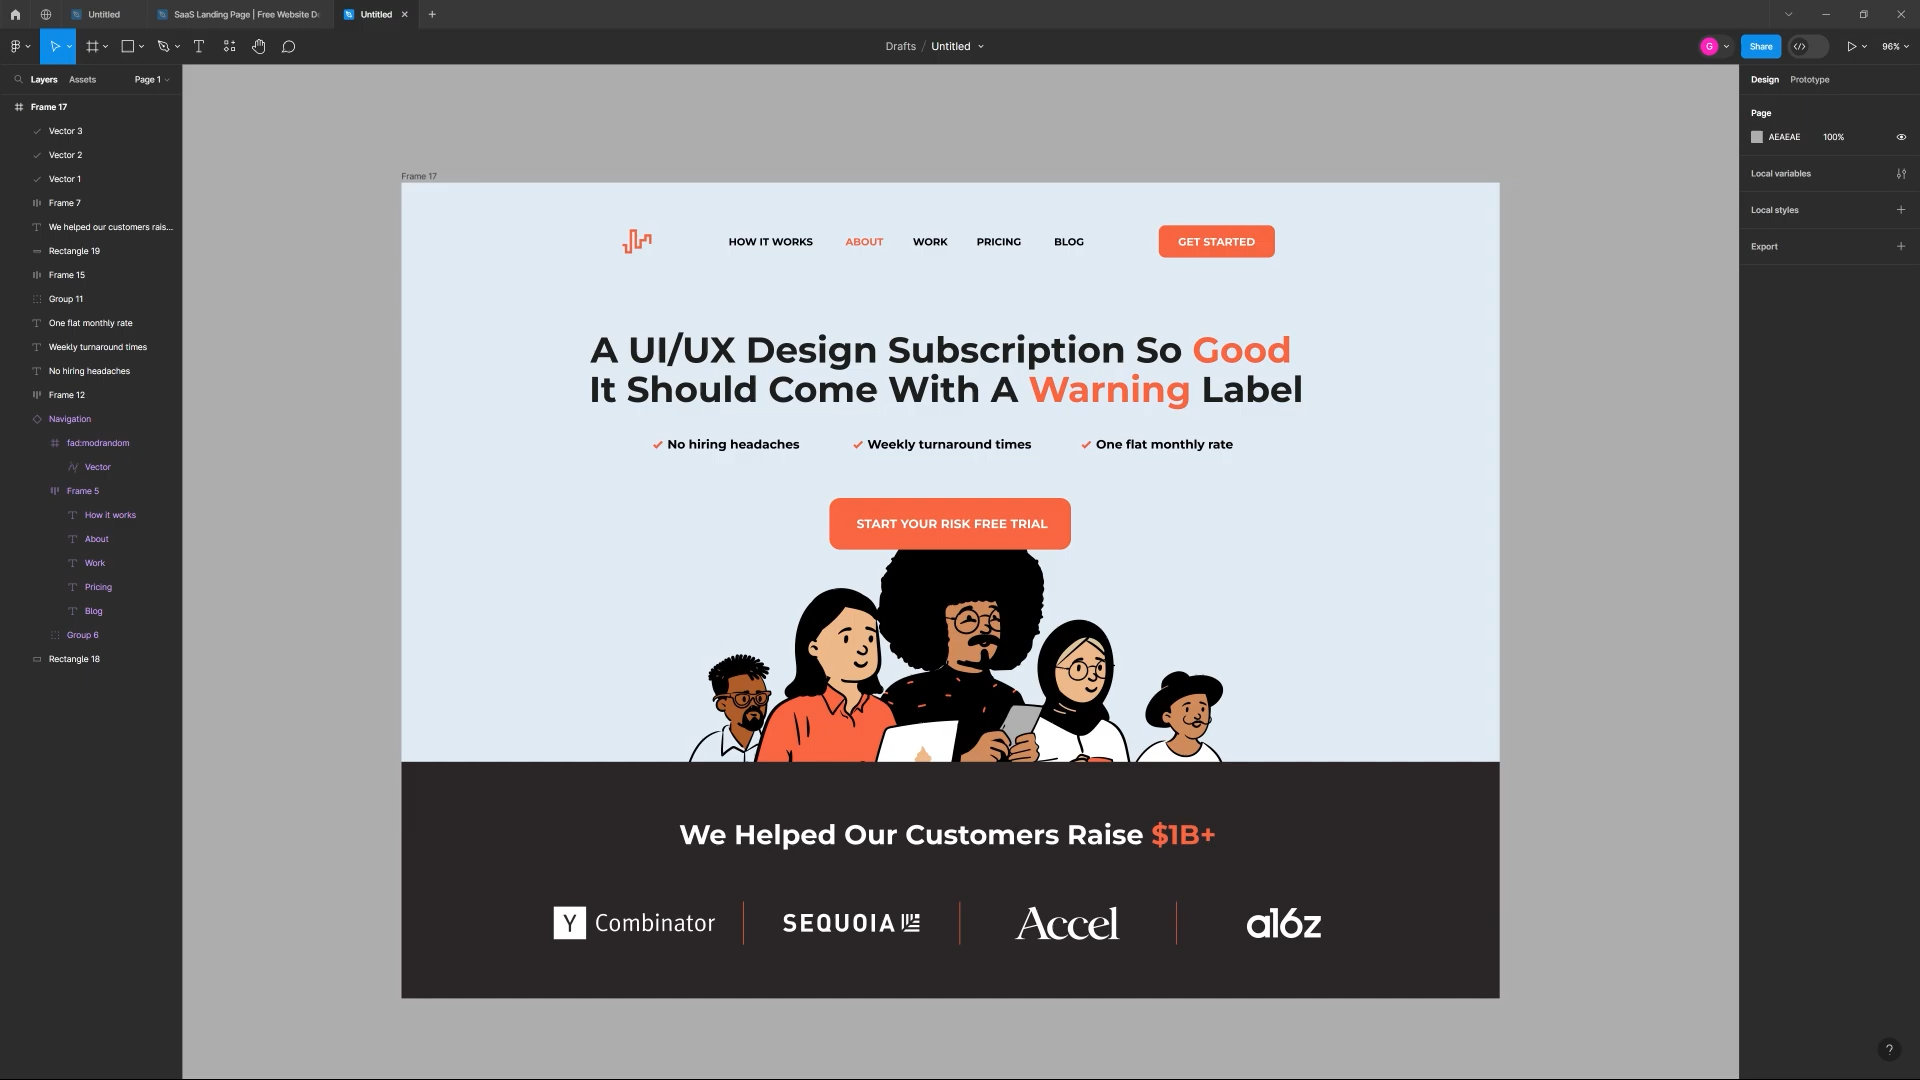 Untitled
SaaS Landing Page | Free Website De
Untitled
Drafts / Untitled
G
Share
96%
Layers
Assets
Page 1
Design
Prototype
Frame 17
Vector 3
Vector 2
Vector 1
Frame 7
We helped our customers rais...
Rectangle 19
Frame 15
Group 11
One flat monthly rate
Weekly turnaround times
No hiring headaches
Frame 12
Navigation
fad:modrandom
Vector
Frame 5
How it works
About
Work
Pricing
Blog
Group 6
Rectangle 18
Frame 17
HOW IT WORKS
ABOUT
WORK
PRICING
BLOG
GET STARTED
A UI/UX Design Subscription So Good
It Should Come With A Warning Label
No hiring headaches
Weekly turnaround times
One flat monthly rate
START YOUR RISK FREE TRIAL
We Helped Our Customers Raise $1B+
Y Combinator
SEQUOIA
Accel
a16z
Page
AEAEAE 100%
Local variables
Local styles
Export
?